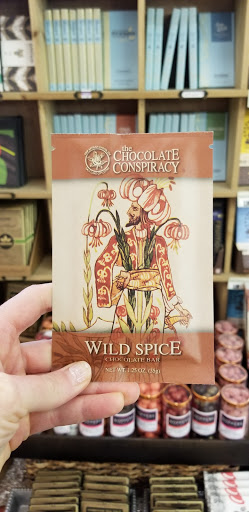 the
CHOCOLATE
CONSPIRACY
WILD SPICE
CHOCOLATE BAR
NET WT. 1.25 OZ. (35g)